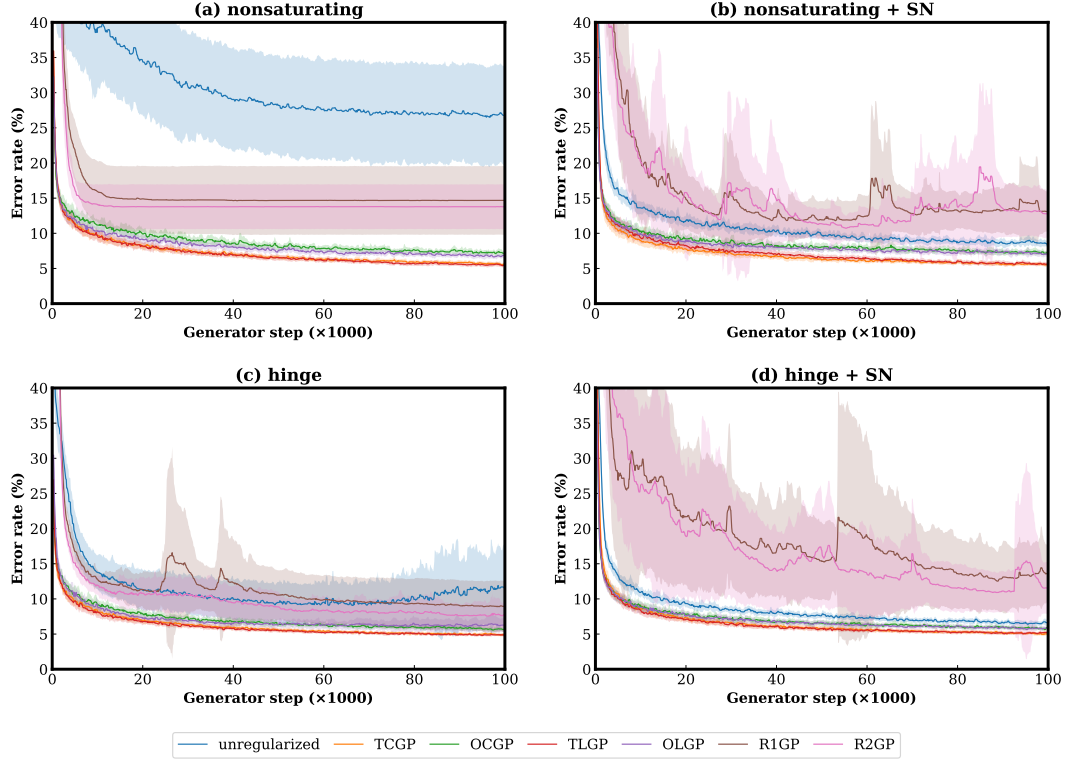 (a) nonsaturating
40
35
30
25
20
15
10
5
0
Error rate (%)
0 20 40 60 80 100
Generator step (×1000)
(b) nonsaturating + SN
40
35
30
25
20
15
10
5
0
Error rate (%)
0 20 40 60 80 100
Generator step (×1000)
(c) hinge
40
35
30
25
20
15
10
5
0
Error rate (%)
0 20 40 60 80 100
Generator step (×1000)
(d) hinge + SN
40
35
30
25
20
15
10
5
0
Error rate (%)
0 20 40 60 80 100
Generator step (×1000)
unregularized TCGP OCGP TLGP OLGP R1GP R2GP